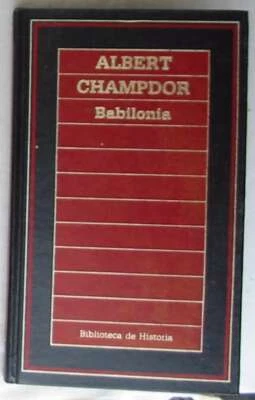 ALBERT
CHAMPDOR
Babilonia
Biblioteca de Historia